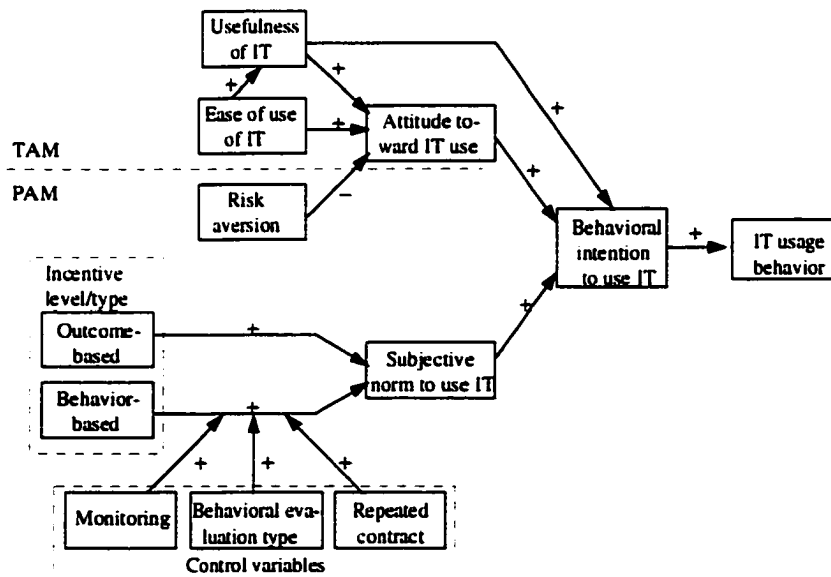 Usefulness
of IT
+
+
+
Ease of use
of IT
+
Attitude to-
ward IT use
+
TAM
PAM
Risk
aversion
−
Behavioral
intention
to use IT
+
IT usage
behavior
Incentive
level/type
Outcome-
based
+
+
Subjective
norm to use IT
Behavior-
based
+
+
+
+
Monitoring
Behavioral eva-
luation type
Repeated
contract
Control variables